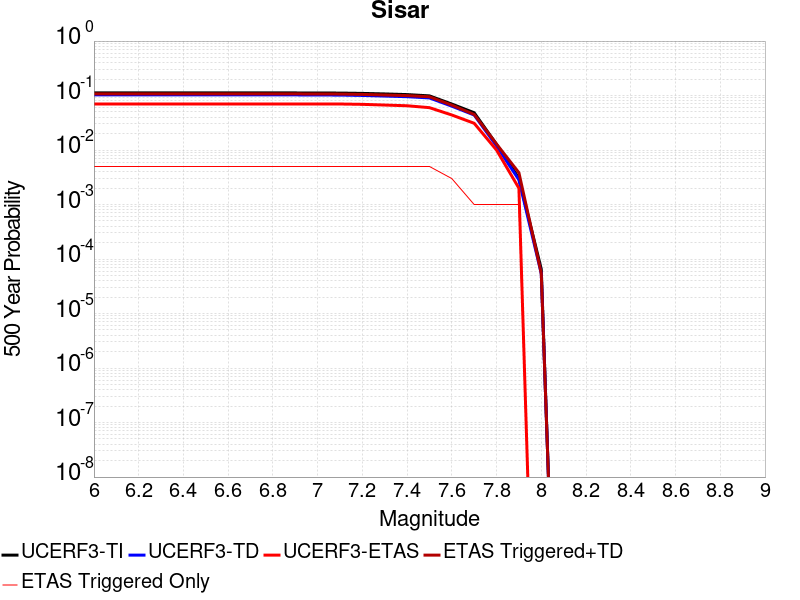 Sisar
10^0
10^-1
10^-2
10^-3
10^-4
10^-5
10^-6
10^-7
10^-8
500 Year Probability
6 6.2 6.4 6.6 6.8 7 7.2 7.4 7.6 7.8 8 8.2 8.4 8.6 8.8 9
Magnitude
UCERF3-TI UCERF3-TD UCERF3-ETAS ETAS Triggered+TD
ETAS Triggered Only